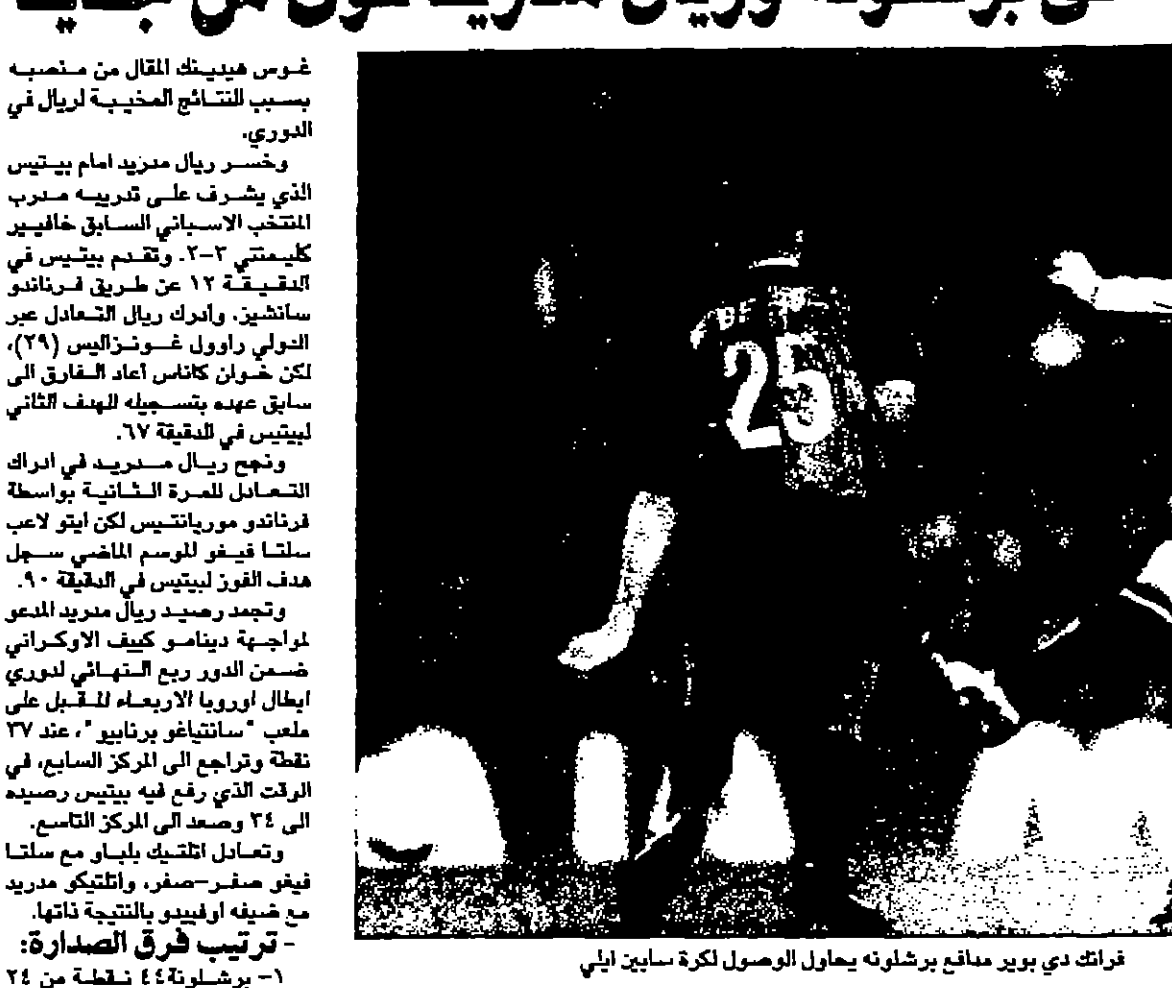 برشلونة وريال مدريد
غوس هيدينك المقال من منصبه
بسبب النتائج المخيبة لريال في
الدوري.
وخسر ريال مدريد امام بيتيس
الذي يشرف على تدريبه مدرب
المنتخب الاسباني السابق خافيير
كليمنتي ٢-٣. وتقدم بيتيس في
الدقيقة ١٢ عن طريق فرناندو
سانشيز. وأدرك ريال التعادل عبر
الدولي راوول غونزاليس (٢٩)،
لكن خوان كاناس أعاد الفارق الى
سابق عهده بتسجيله الهدف الثاني
لبيتيس في الدقيقة ٦٧.
ونجح ريال مدريد في ادراك
التعادل للمرة الثانية بواسطة
فرناندو موريانتيس لكن ايتو لاعب
سلتا فيغو الموسم الماضي سجل
هدف الفوز لبيتيس في الدقيقة ٩٠.
وتجمد رصيد ريال مدريد المدعو
لمواجهة دينامو كييف الاوكراني
ضمن الدور ربع النهائي لدوري
ابطال اوروبا الاربعاء المقبل على
ملعب "سانتياغو برنابيو"، عند ٣٧
نقطة وتراجع الى المركز السابع، في
الوقت الذي رفع فيه بيتيس رصيده
الى ٣٤ وصعد الى المركز التاسع.
وتعادل اتلتيك بلباو مع سلتا
فيغو صفر-صفر، واتلتيكو مدريد
مع ضيفه اوفييدو بالنتيجة ذاتها.
- ترتيب فرق الصدارة:
١- برشلونة ٤٤ نقطة من ٢٤
DE
25
فرانك دي بوير مدافع برشلونه يحاول الوصول لكرة سابين ايلي